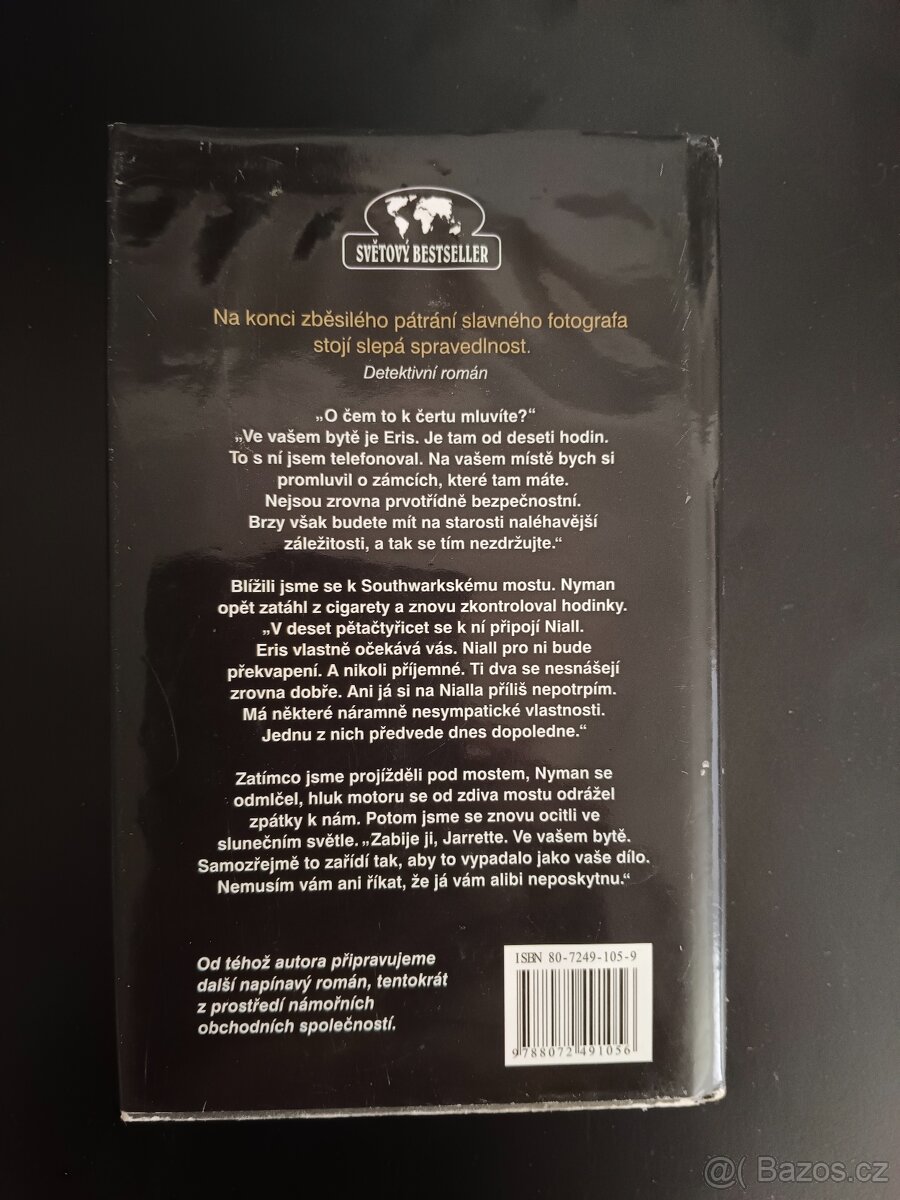 SVĚTOVÝ BESTSELLER
Na konci zběsilého pátrání slavného fotografa
stojí slepá spravedlnost.
Detektivní román
„O čem to k čertu mluvíte?“
„Ve vašem bytě je Eris. Je tam od deseti hodin.
To s ní jsem telefonoval. Na vašem místě bych si
promluvil o zámcích, které tam máte.
Nejsou zrovna prvotřídně bezpečnostní.
Brzy však budete mít na starosti naléhavější
záležitosti, a tak se tím nezdržujte.“
Blížili jsme se k Southwarkskému mostu. Nyman
opět zatáhl z cigarety a znovu zkontroloval hodinky.
„V deset pětačtyřicet se k ní připojí Niall.
Eris vlastně očekává vás. Niall pro ni bude
překvapení. A nikoli příjemné. Ti dva se nesnášejí
zrovna dobře. Ani já si na Nialla příliš nepotrpím.
Má některé náramně nesympatické vlastnosti.
Jednu z nich předvede dnes dopoledne.“
Zatímco jsme projížděli pod mostem, Nyman se
odmlčel, hluk motoru se od zdiva mostu odrážel
zpátky k nám. Potom jsme se znovu ocitli ve
slunečním světle. „Zabije ji, Jarrette. Ve vašem bytě.
Samozřejmě to zařídí tak, aby to vypadalo jako vaše dílo.
Nemusím vám ani říkat, že já vám alibi neposkytnu.“
Od téhož autora připravujeme
další napínavý román, tentokrát
z prostředí námořních
obchodních společností.
ISBN 80-7249-105-9
9788072491056
@( Bazos.cz